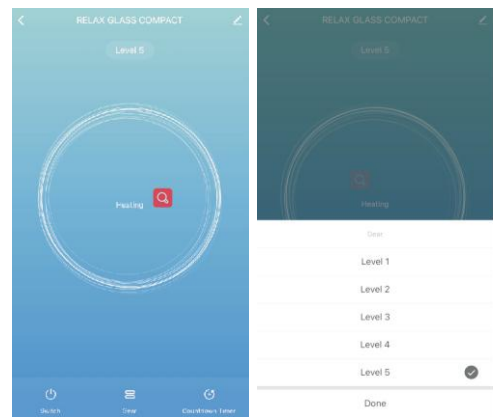 RELAX GLASS COMPACT
Level 5
Heating
Switch
Gear
Countdown Timer
RELAX GLASS COMPACT
Level 5
Heating
Gear
Level 1
Level 2
Level 3
Level 4
Level 5
Done